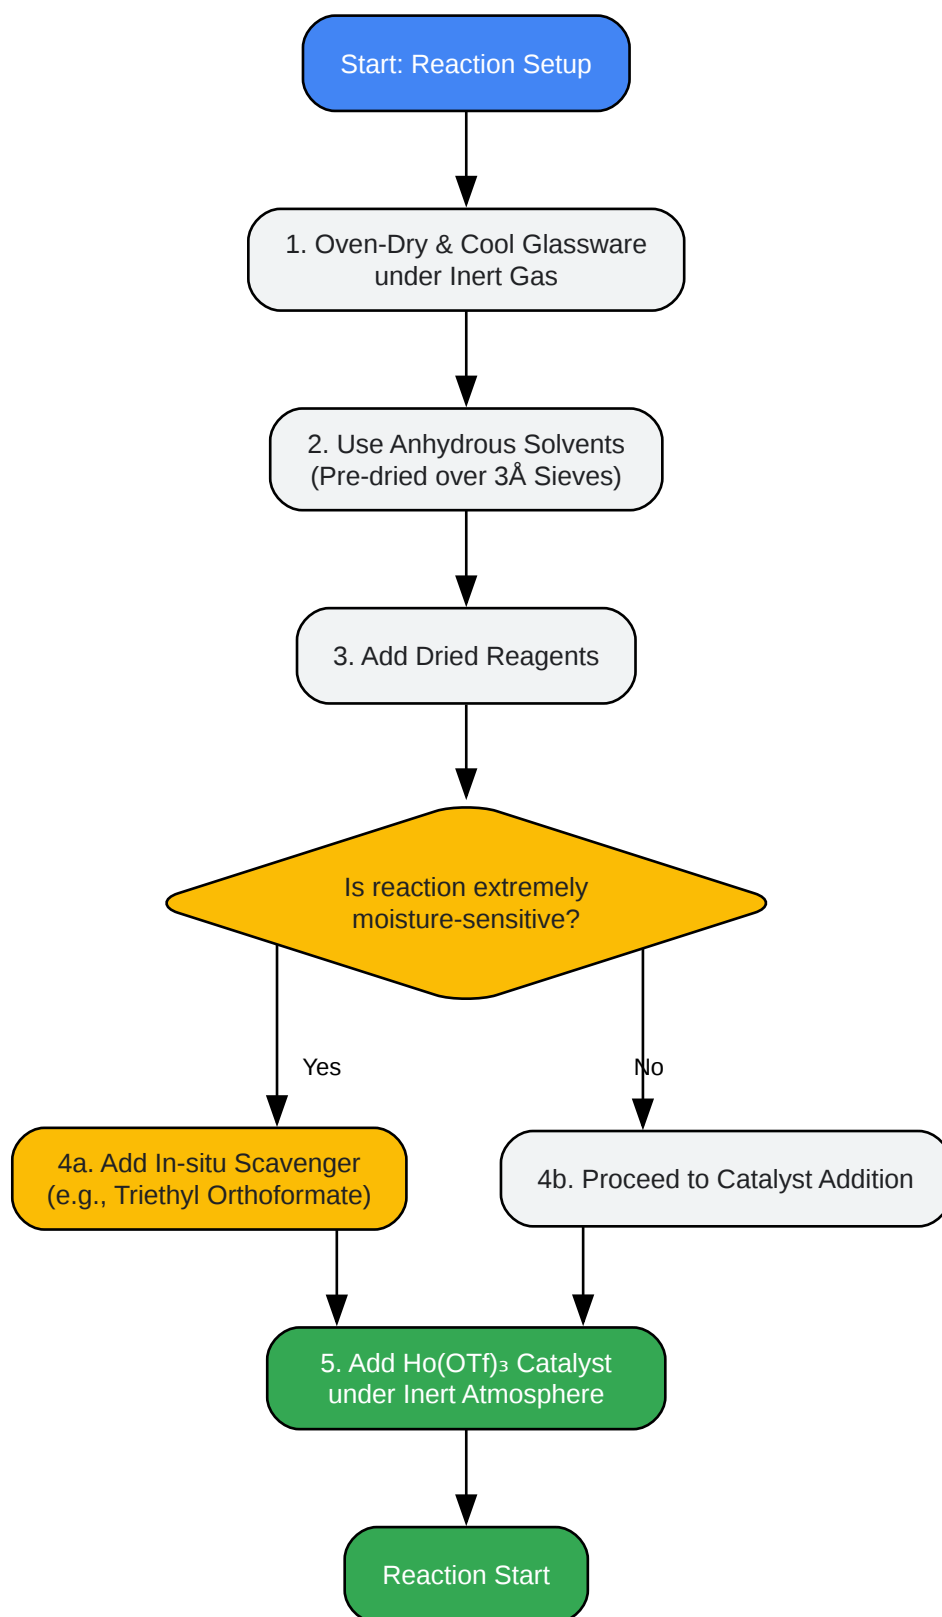 Start: Reaction Setup
1. Oven-Dry & Cool Glassware
under Inert Gas
2. Use Anhydrous Solvents
(Pre-dried over 3Å Sieves)
3. Add Dried Reagents
Is reaction extremely
moisture-sensitive?
Yes
No
4a. Add In-situ Scavenger
(e.g., Triethyl Orthoformate)
4b. Proceed to Catalyst Addition
5. Add Ho(OTf)₃ Catalyst
under Inert Atmosphere
Reaction Start